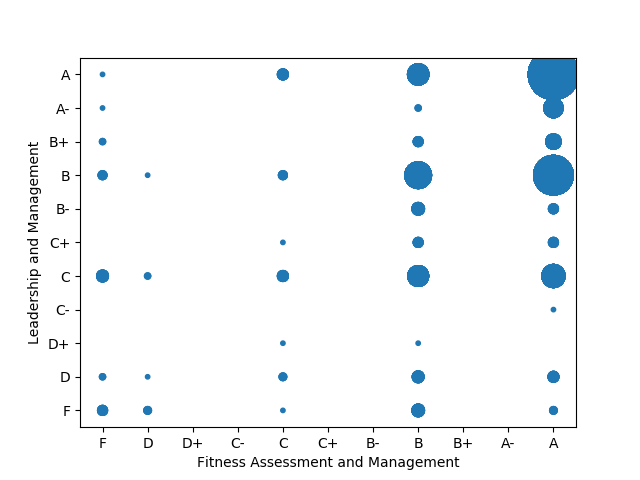 A
A-
B+
B
B-
C+
C
C-
D+
D
F
Leadership and Management
F D D+ C- C C+ B- B B+ A- A
Fitness Assessment and Management